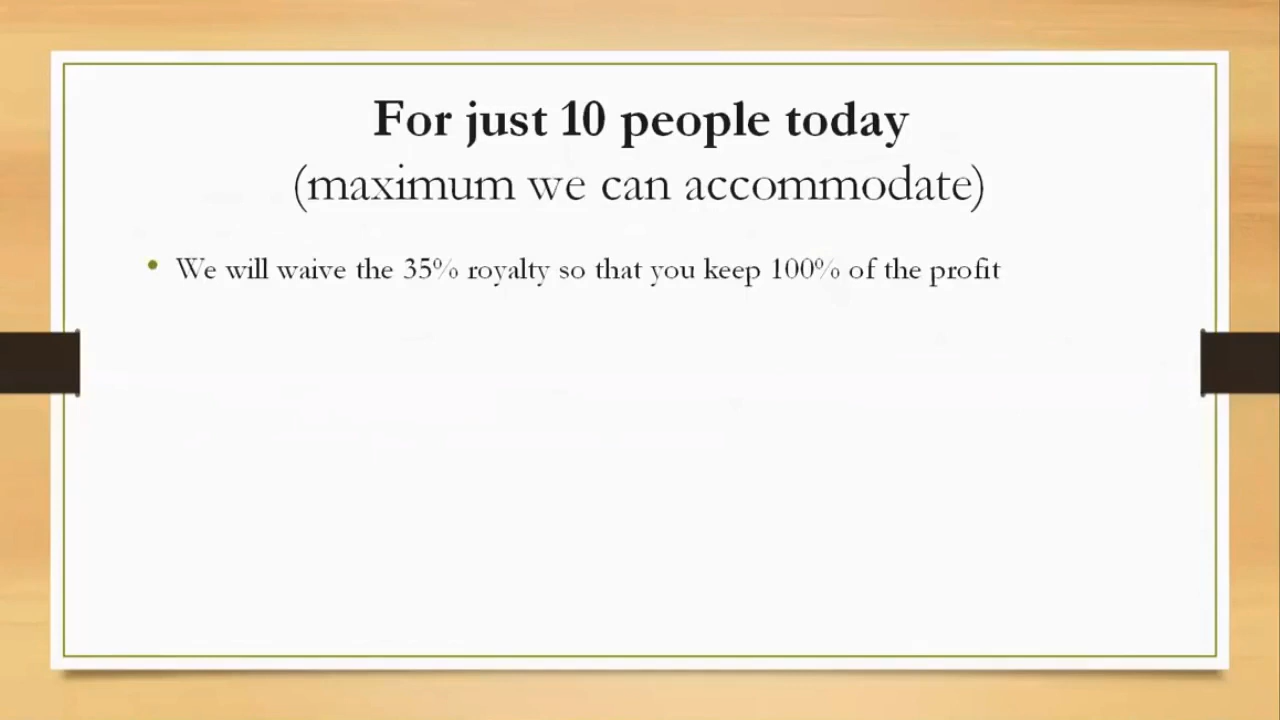 For just 10 people today
(maximum we can accommodate)
• We will waive the 35% royalty so that you keep 100% of the profit